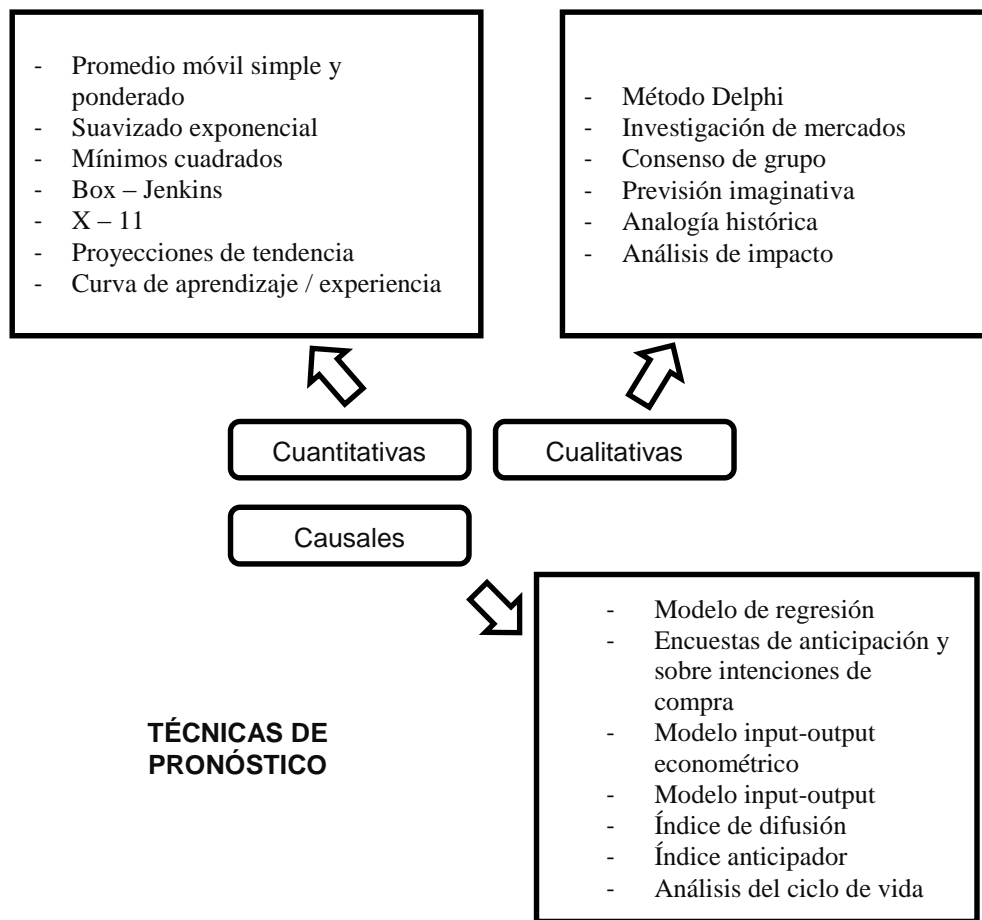 - Promedio móvil simple y
ponderado
- Suavizado exponencial
- Mínimos cuadrados
- Box – Jenkins
- X – 11
- Proyecciones de tendencia
- Curva de aprendizaje / experiencia
- Método Delphi
- Investigación de mercados
- Consenso de grupo
- Previsión imaginativa
- Analogía histórica
- Análisis de impacto
Cuantitativas
Cualitativas
Causales
- Modelo de regresión
- Encuestas de anticipación y
sobre intenciones de
compra
- Modelo input-output
econométrico
- Modelo input-output
- Índice de difusión
- Índice anticipador
- Análisis del ciclo de vida
TÉCNICAS DE
PRONÓSTICO